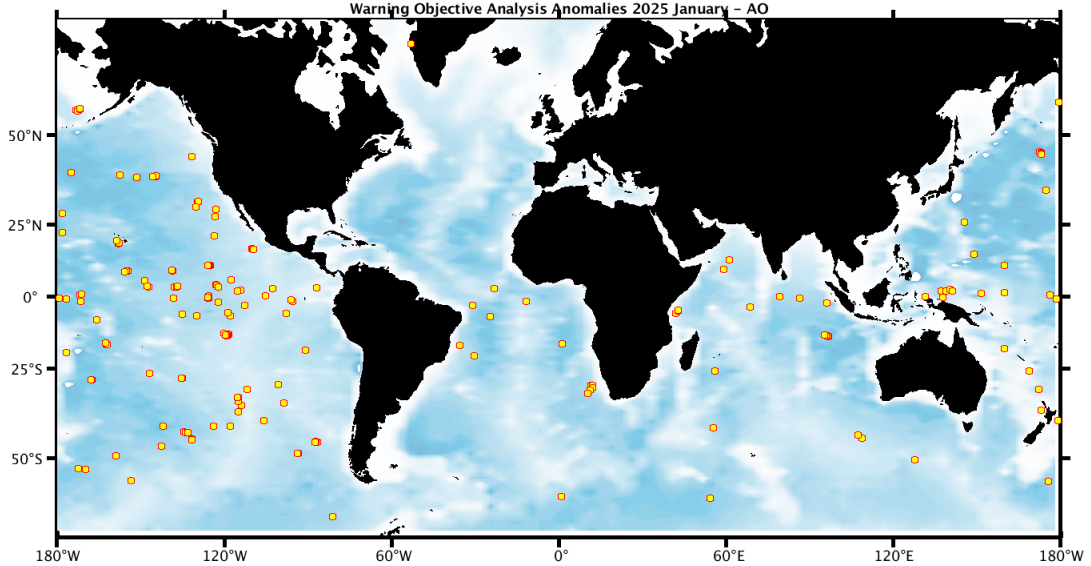 Warning Objective Analysis Anomalies 2025 January - AO
50°N
25°N
0°
25°S
50°S
180°W 120°W 60°W 0° 60°E 120°E 180°W